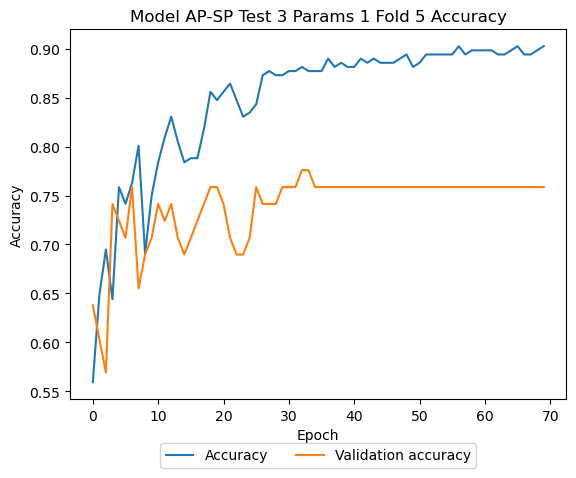 Model AP-SP Test 3 Params 1 Fold 5 Accuracy
Accuracy
0.90
0.85
0.80
0.75
0.70
0.65
0.60
0.55
0 10 20 30 40 50 60 70
Epoch
Accuracy Validation accuracy